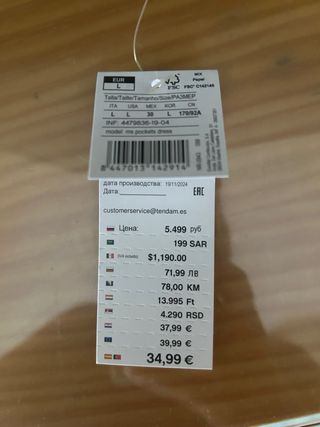 EUR
L
FSC
MIX
Paper
FSC® C142145
Talla/Taille/Tamanho/Size/РАЗМЕР
ITA USA MEX KOR CN
L L 38 L 170/92A
INF: 4479836-19-04
model: ms pockets dress
8 447013 142914
дата производства: 19/11/2024
Дата
EAC
customerservice@tendam.es
Цена: 5.499 руб
199 SAR
$1,190.00
71,99 ЛВ
78,00 KM
13.995 Ft
4.290 RSD
37,99 €
39,99 €
34,99 €